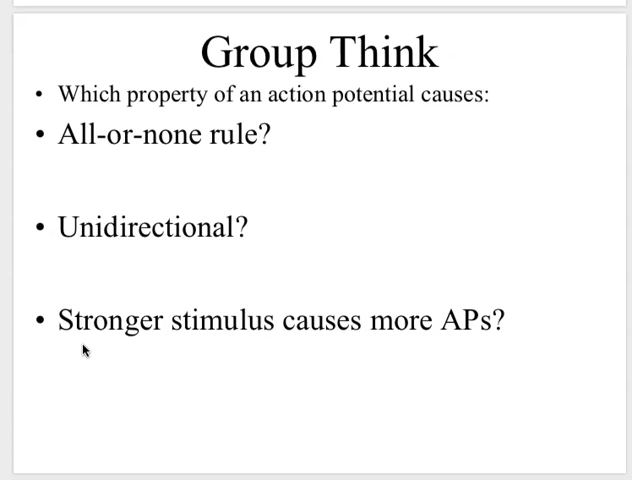 Group Think
• Which property of an action potential causes:
• All-or-none rule?
• Unidirectional?
• Stronger stimulus causes more APs?